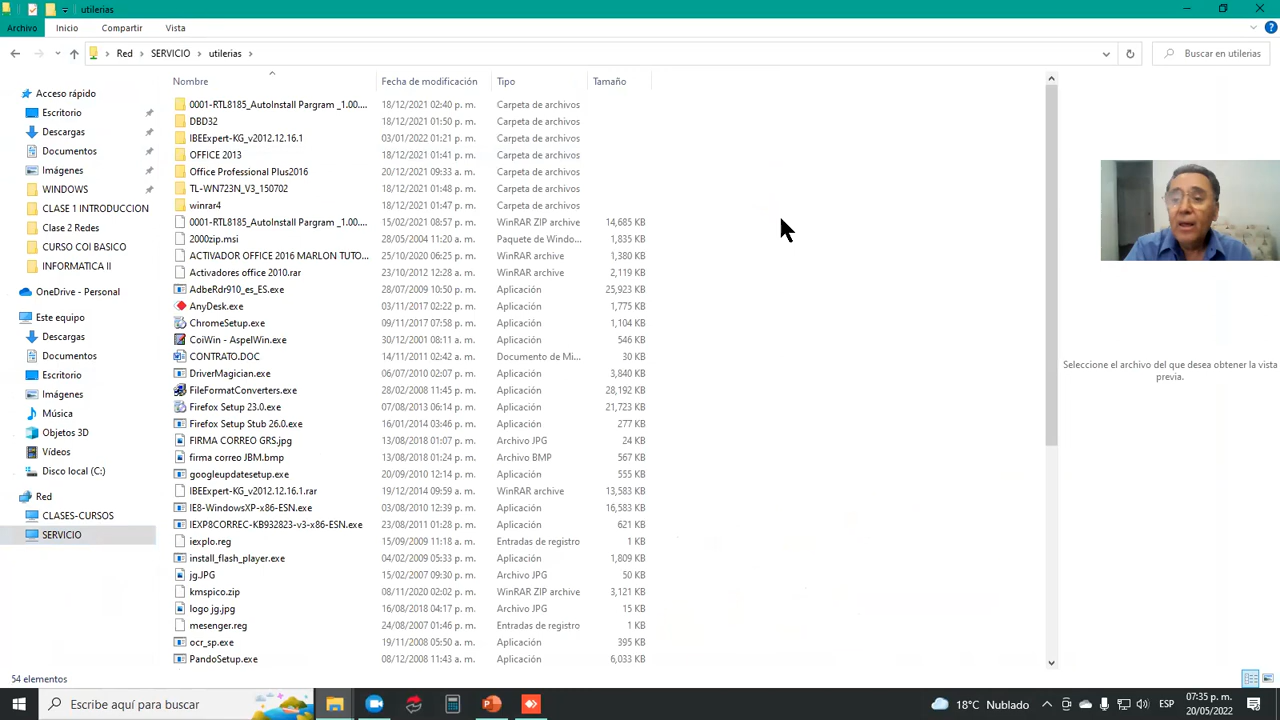 utilerias
Archivo Inicio Compartir Vista
Red SERVICIO utilerias
Buscar en utilerias
Nombre Fecha de modificación Tipo Tamaño
Acceso rápido
Escritorio
Descargas
Documentos
Imágenes
WINDOWS
CLASE 1 INTRODUCCION
Clase 2 Redes
CURSO COI BASICO
INFORMATICA II
OneDrive - Personal
Este equipo
Descargas
Documentos
Escritorio
Imágenes
Música
Objetos 3D
Vídeos
Disco local (C:)
Red
CLASES-CURSOS
SERVICIO
0001-RTL8185_AutoInstall Pargram _1.00.... 18/12/2021 02:40 p. m. Carpeta de archivos
DBD32 18/12/2021 01:50 p. m. Carpeta de archivos
IBEExpert-KG_v2012.12.16.1 03/01/2022 01:21 p. m. Carpeta de archivos
OFFICE 2013 18/12/2021 01:41 p. m. Carpeta de archivos
Office Professional Plus2016 20/12/2021 09:33 a. m. Carpeta de archivos
TL-WN723N_V3_150702 18/12/2021 01:48 p. m. Carpeta de archivos
winrar4 18/12/2021 01:47 p. m. Carpeta de archivos
0001-RTL8185_AutoInstall Pargram _1.00.... 15/02/2021 08:57 p. m. WinRAR ZIP archive 14,685 KB
2000zip.msi 28/05/2004 11:20 a. m. Paquete de Windo... 1,835 KB
ACTIVADOR OFFICE 2016 MARLON TUTO... 25/10/2020 06:25 p. m. WinRAR archive 1,380 KB
Activadores office 2010.rar 23/10/2012 12:28 p. m. WinRAR archive 2,119 KB
AdbeRdr910_es_ES.exe 28/07/2009 10:50 p. m. Aplicación 25,923 KB
AnyDesk.exe 03/11/2017 02:22 p. m. Aplicación 1,775 KB
ChromeSetup.exe 09/11/2017 07:58 p. m. Aplicación 1,104 KB
CoiWin - AspelWin.exe 30/12/2001 08:11 a. m. Aplicación 546 KB
CONTRATO.DOC 14/11/2011 02:42 a. m. Documento de Mi... 30 KB
DriverMagician.exe 06/07/2010 02:07 p. m. Aplicación 3,840 KB
FileFormatConverters.exe 28/02/2008 11:45 a. m. Aplicación 28,192 KB
Firefox Setup 23.0.exe 07/08/2013 06:14 p. m. Aplicación 21,723 KB
Firefox Setup Stub 26.0.exe 16/01/2014 03:46 p. m. Aplicación 277 KB
FIRMA CORREO GRS.jpg 13/08/2018 01:07 p. m. Archivo JPG 24 KB
firma correo JBM.bmp 13/08/2018 01:24 p. m. Archivo BMP 567 KB
googleupdatesetup.exe 20/09/2010 12:14 p. m. Aplicación 555 KB
IBEExpert-KG_v2012.12.16.1.rar 19/12/2014 09:59 a. m. WinRAR archive 13,583 KB
IE8-WindowsXP-x86-ESN.exe 03/08/2010 12:39 p. m. Aplicación 16,583 KB
IEXP8CORREC-KB932823-v3-x86-ESN.exe 23/08/2011 01:28 p. m. Aplicación 621 KB
iexplo.reg 15/09/2009 11:18 a. m. Entradas de registro 1 KB
install_flash_player.exe 04/02/2009 05:33 p. m. Aplicación 1,809 KB
jg.JPG 15/02/2007 09:30 p. m. Archivo JPG 50 KB
kmspico.zip 08/11/2020 02:02 p. m. WinRAR ZIP archive 3,121 KB
logo jg.jpg 16/08/2018 04:17 p. m. Archivo JPG 15 KB
mesenger.reg 24/08/2007 01:46 p. m. Entradas de registro 1 KB
ocr_sp.exe 19/11/2008 05:50 a. m. Aplicación 395 KB
PandoSetup.exe 08/12/2008 11:43 a. m. Aplicación 6,033 KB
Seleccione el archivo del que desea obtener la vista
previa.
54 elementos
Escribe aquí para buscar
18°C Nublado
ESP
07:35 p. m.
20/05/2022